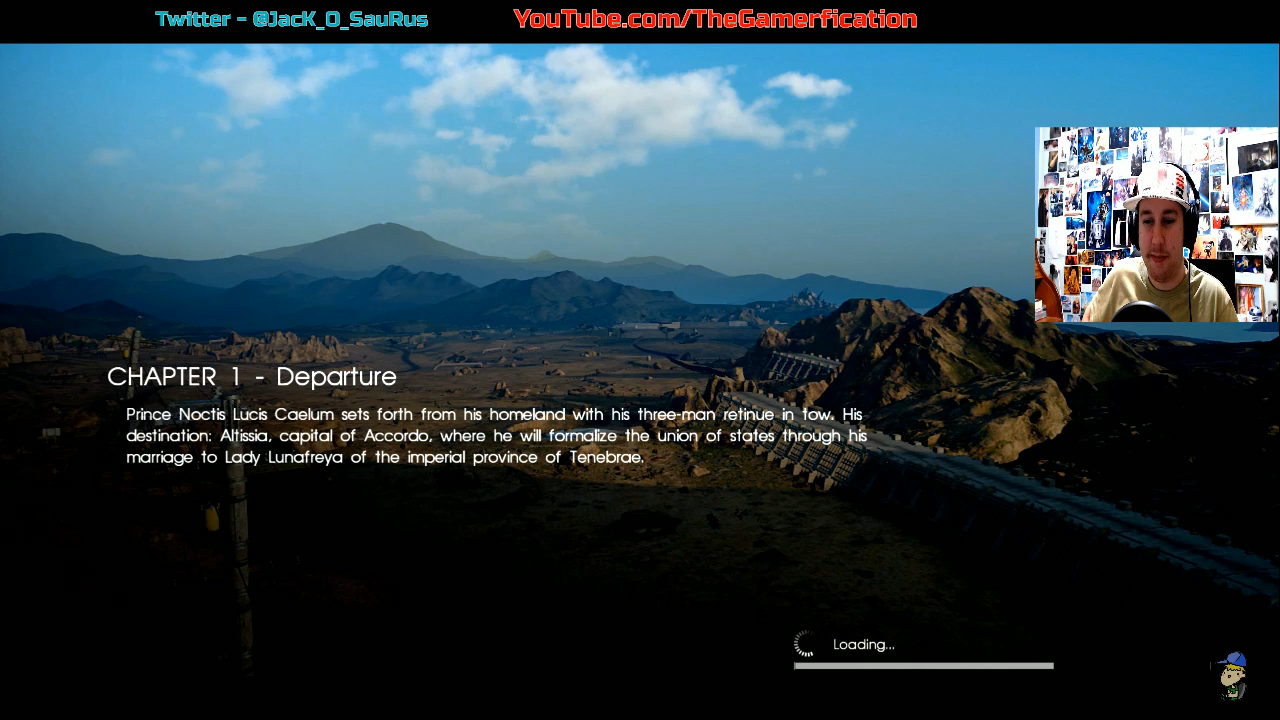 Twitter - @JacK_O_SauRus YouTube.com/TheGamerfication
CHAPTER 1 - Departure
Prince Noctis Lucis Caelum sets forth from his homeland with his three-man retinue in tow. His
destination: Altissia, capital of Accordo, where he will formalize the union of states through his
marriage to Lady Lunafreya of the imperial province of Tenebrae.
Loading...